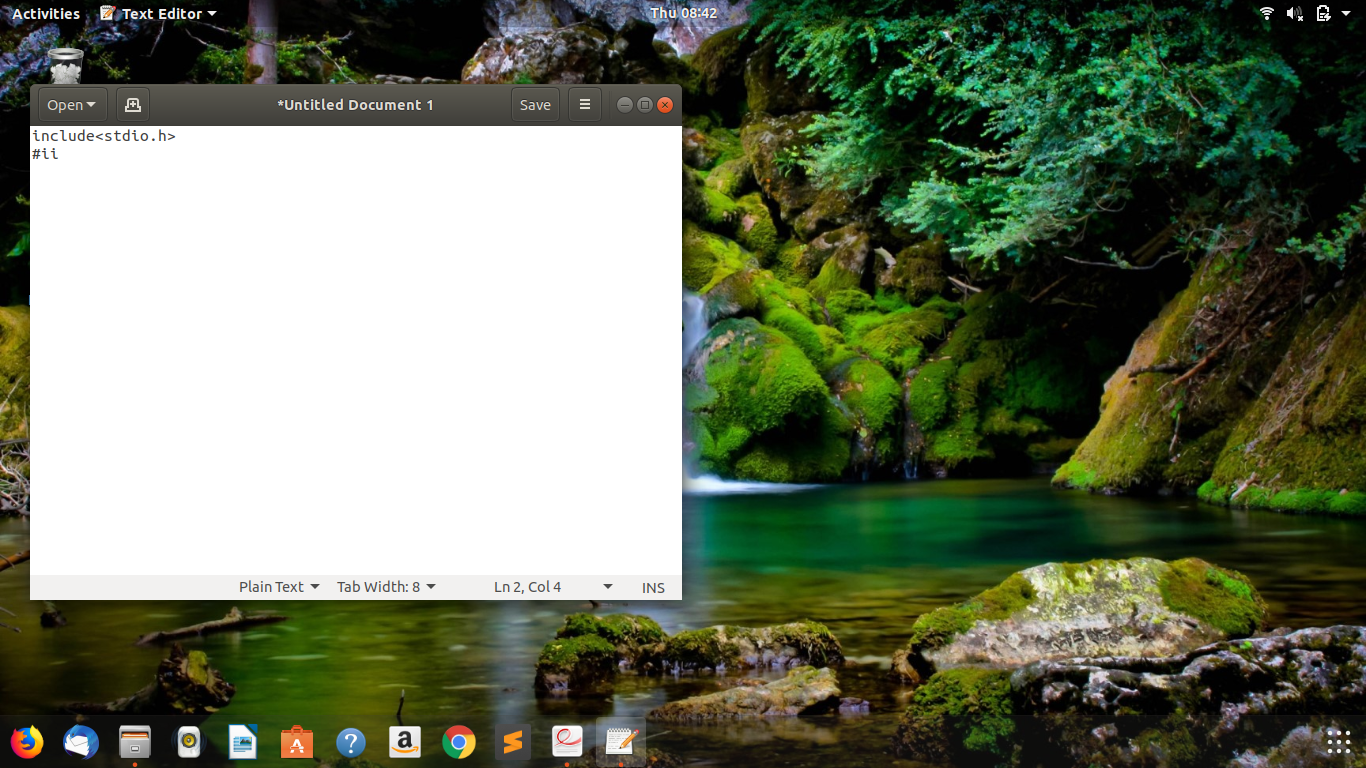 Activities Text Editor Thu 08:42
Open *Untitled Document 1 Save
include<stdio.h>
#ii
Plain Text Tab Width: 8 Ln 2, Col 4 INS